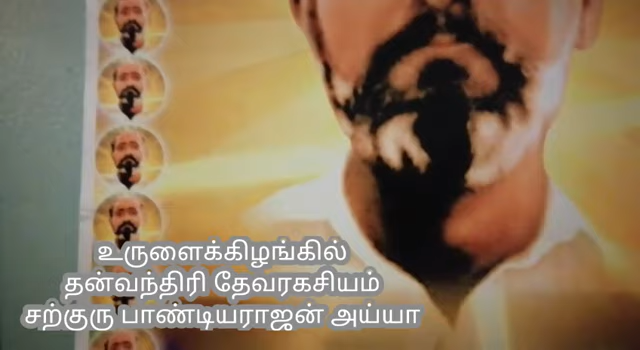 உருளைக்கிழங்கில்
தன்வந்திரி தேவரகசியம்
சற்குரு பாண்டியராஜன் அய்யா